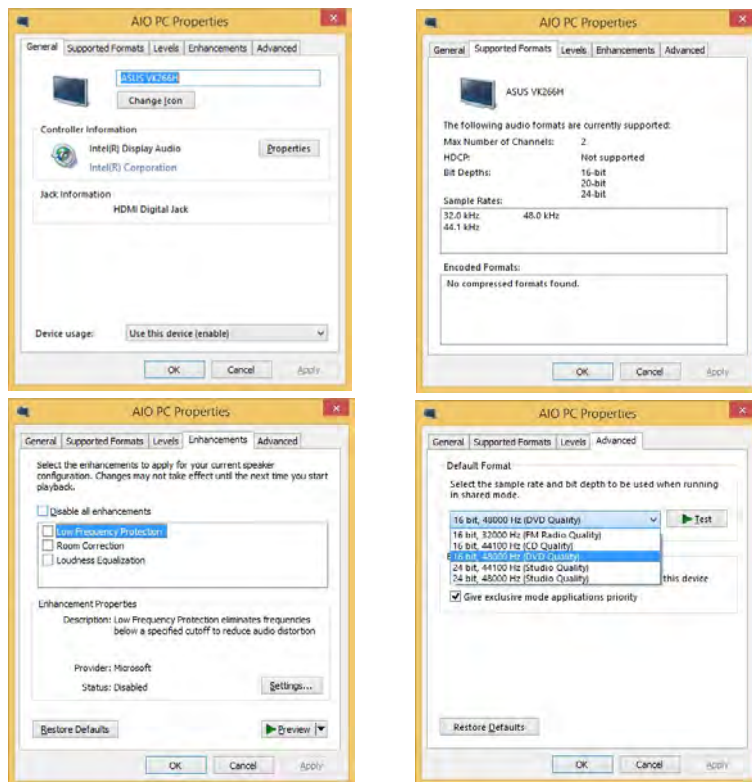 AIO PC Properties
General Supported Formats Levels Enhancements Advanced
ASUS VK266H
Change Icon
Controller Information
Intel(R) Display Audio Properties
Intel(R) Corporation
Jack Information
HDMI Digital Jack
Device usage: Use this device (enable)
OK Cancel Apply
AIO PC Properties
General Supported Formats Levels Enhancements Advanced
ASUS VK266H
The following audio formats are currently supported:
Max Number of Channels: 2
HDCP: Not supported
Bit Depths: 16-bit
20-bit
24-bit
Sample Rates:
32.0 kHz 48.0 kHz
44.1 kHz
Encoded Formats:
No compressed formats found.
OK Cancel Apply
AIO PC Properties
General Supported Formats Levels Enhancements Advanced
Select the enhancements to apply for your current speaker
configuration. Changes may not take effect until the next time you start
playback.
Disable all enhancements
Low Frequency Protection
Room Correction
Loudness Equalization
Enhancement Properties
Description: Low Frequency Protection eliminates frequencies
below a specified cutoff to reduce audio distortion
Provider: Microsoft
Status: Disabled Settings...
Restore Defaults Preview
OK Cancel Apply
AIO PC Properties
General Supported Formats Levels Advanced
Default Format
Select the sample rate and bit depth to be used when running
in shared mode.
16 bit, 48000 Hz (DVD Quality) Test
16 bit, 32000 Hz (FM Radio Quality)
16 bit, 44100 Hz (CD Quality)
16 bit, 48000 Hz (DVD Quality)
24 bit, 44100 Hz (Studio Quality)
24 bit, 48000 Hz (Studio Quality) this device
Give exclusive mode applications priority
Restore Defaults
OK Cancel Apply